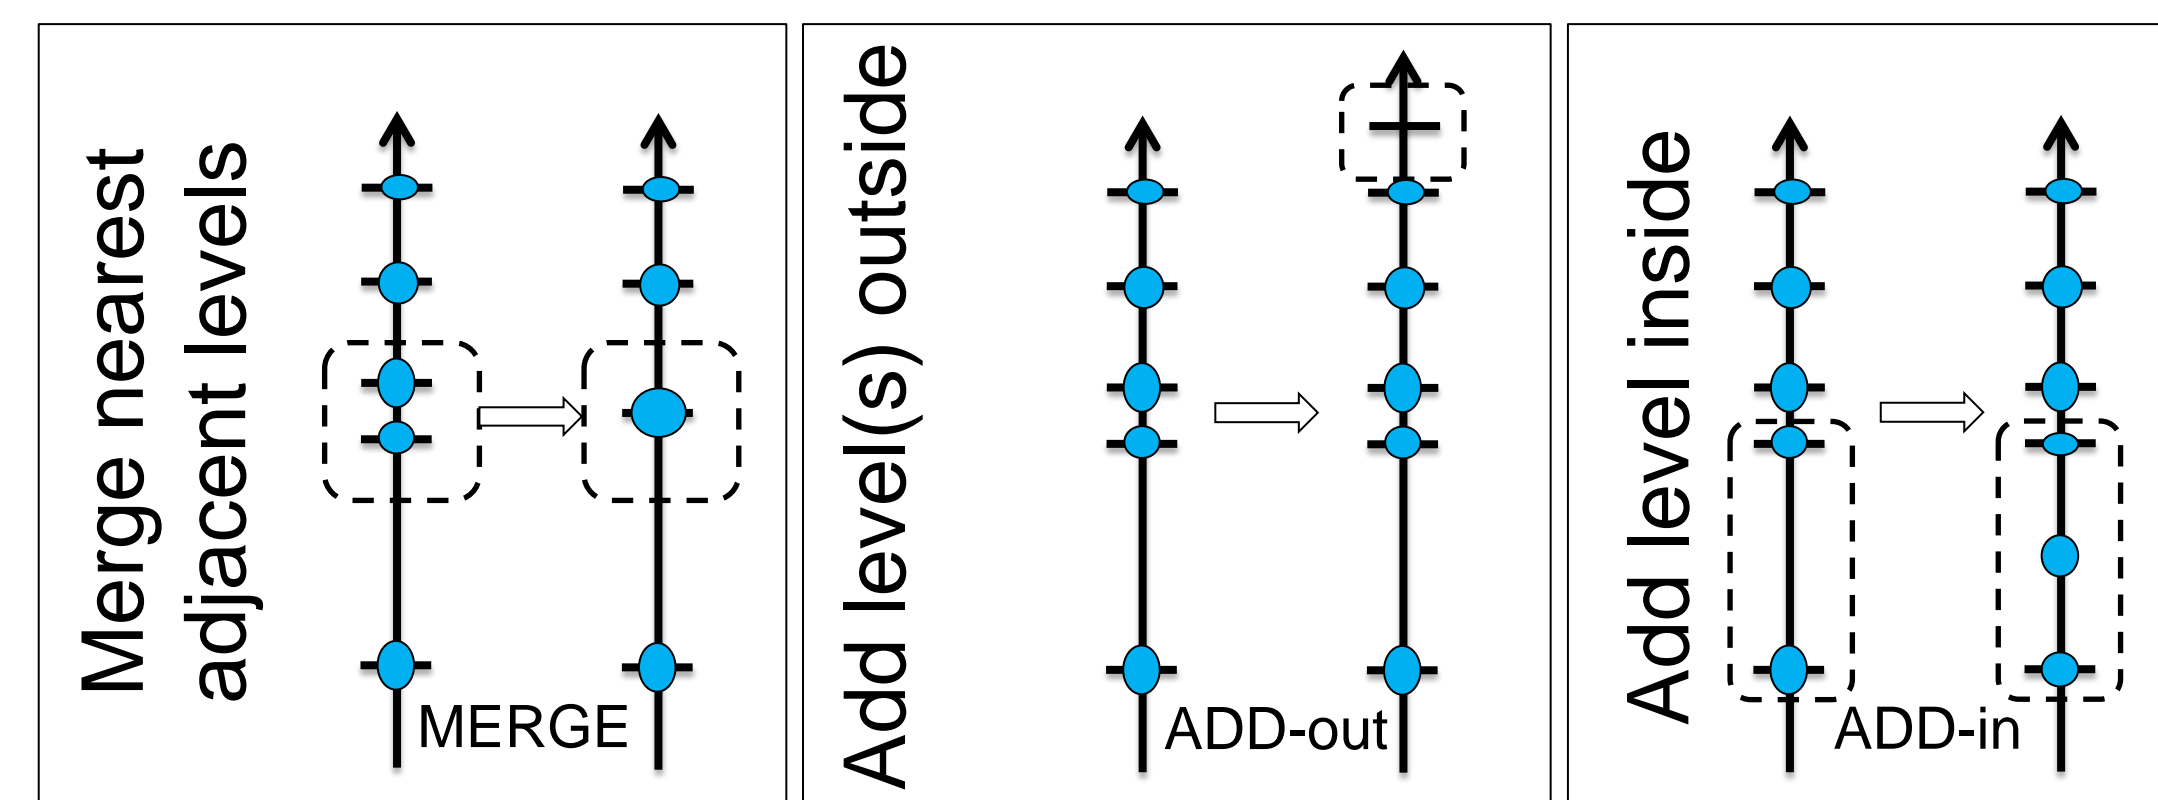 Merge nearest
adjacent levels
MERGE
Add level(s) outside
ADD-out
Add level inside
ADD-in